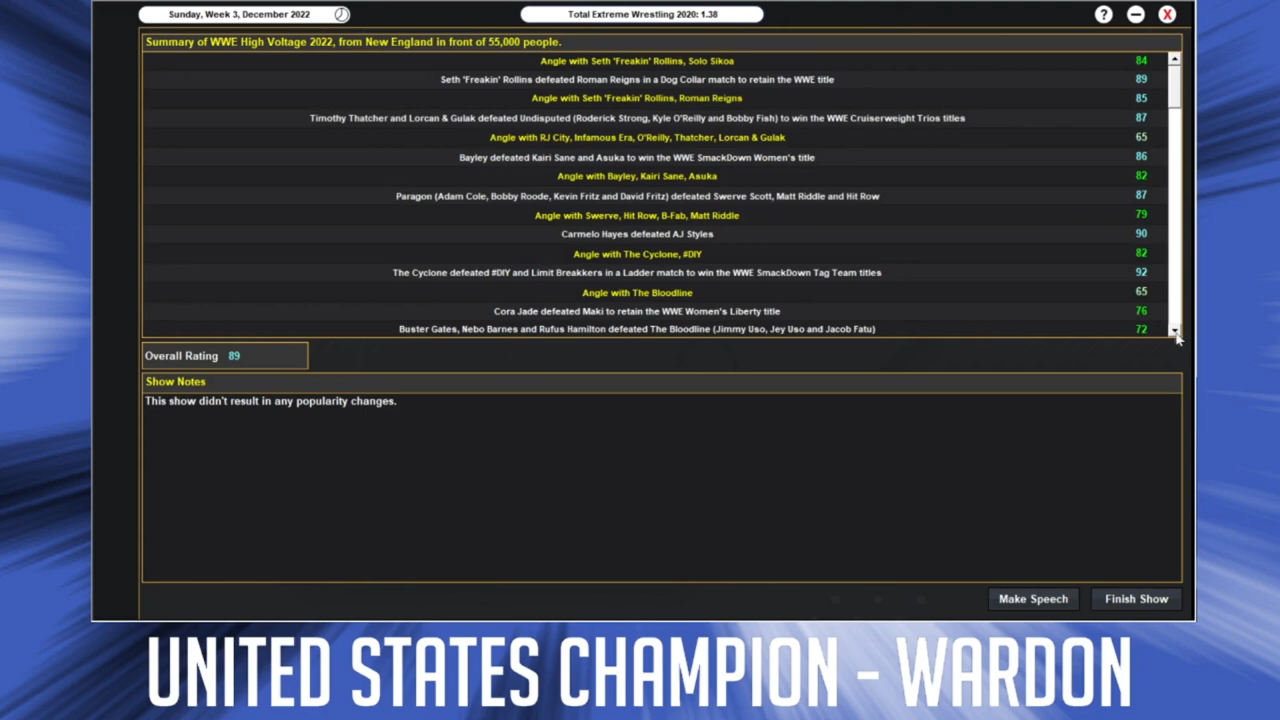 Sunday, Week 3, December 2022
Total Extreme Wrestling 2020: 1.38
?
X
Summary of WWE High Voltage 2022, from New England in front of 55,000 people.
Angle with Seth 'Freakin' Rollins, Solo Sikoa 84
Seth 'Freakin' Rollins defeated Roman Reigns in a Dog Collar match to retain the WWE title 89
Angle with Seth 'Freakin' Rollins, Roman Reigns 85
Timothy Thatcher and Lorcan & Gulak defeated Undisputed (Roderick Strong, Kyle O'Reilly and Bobby Fish) to win the WWE Cruiserweight Trios titles 87
Angle with RJ City, Infamous Era, O'Reilly, Thatcher, Lorcan & Gulak 65
Bayley defeated Kairi Sane and Asuka to win the WWE SmackDown Women's title 86
Angle with Bayley, Kairi Sane, Asuka 82
Paragon (Adam Cole, Bobby Roode, Kevin Fritz and David Fritz) defeated Swerve Scott, Matt Riddle and Hit Row 87
Angle with Swerve, Hit Row, B-Fab, Matt Riddle 79
Carmelo Hayes defeated AJ Styles 90
Angle with The Cyclone, #DIY 82
The Cyclone defeated #DIY and Limit Breakkers in a Ladder match to win the WWE SmackDown Tag Team titles 92
Angle with The Bloodline 65
Cora Jade defeated Maki to retain the WWE Women's Liberty title 76
Buster Gates, Nebo Barnes and Rufus Hamilton defeated The Bloodline (Jimmy Uso, Jey Uso and Jacob Fatu) 72
Overall Rating 89
Show Notes
This show didn't result in any popularity changes.
Make Speech
Finish Show
UNITED STATES CHAMPION - WARDON